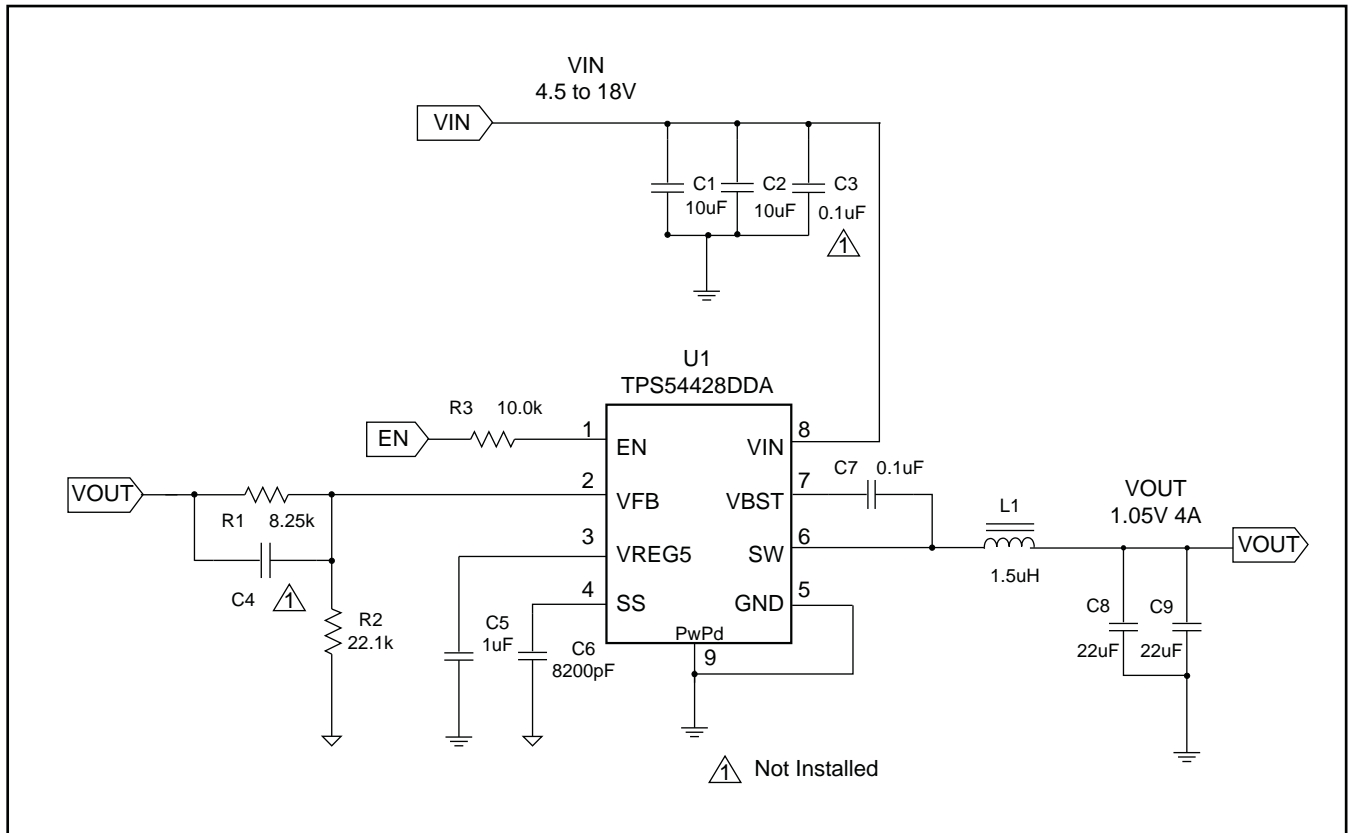 VIN
4.5 to 18V
VIN
C1
10uF
C2
10uF
C3
0.1uF
1
U1
TPS54428DDA
R3 10.0k
EN
1
EN
VIN
8
C7 0.1uF
VOUT
2
VFB
VBST
7
R1 8.25k
C4
1
R2
22.1k
3
VREG5
SW
6
L1
1.5uH
VOUT
1.05V 4A
VOUT
4
SS
GND
5
C5
1uF
C6
8200pF
PwPd
9
C8
22uF
C9
22uF
1 Not Installed